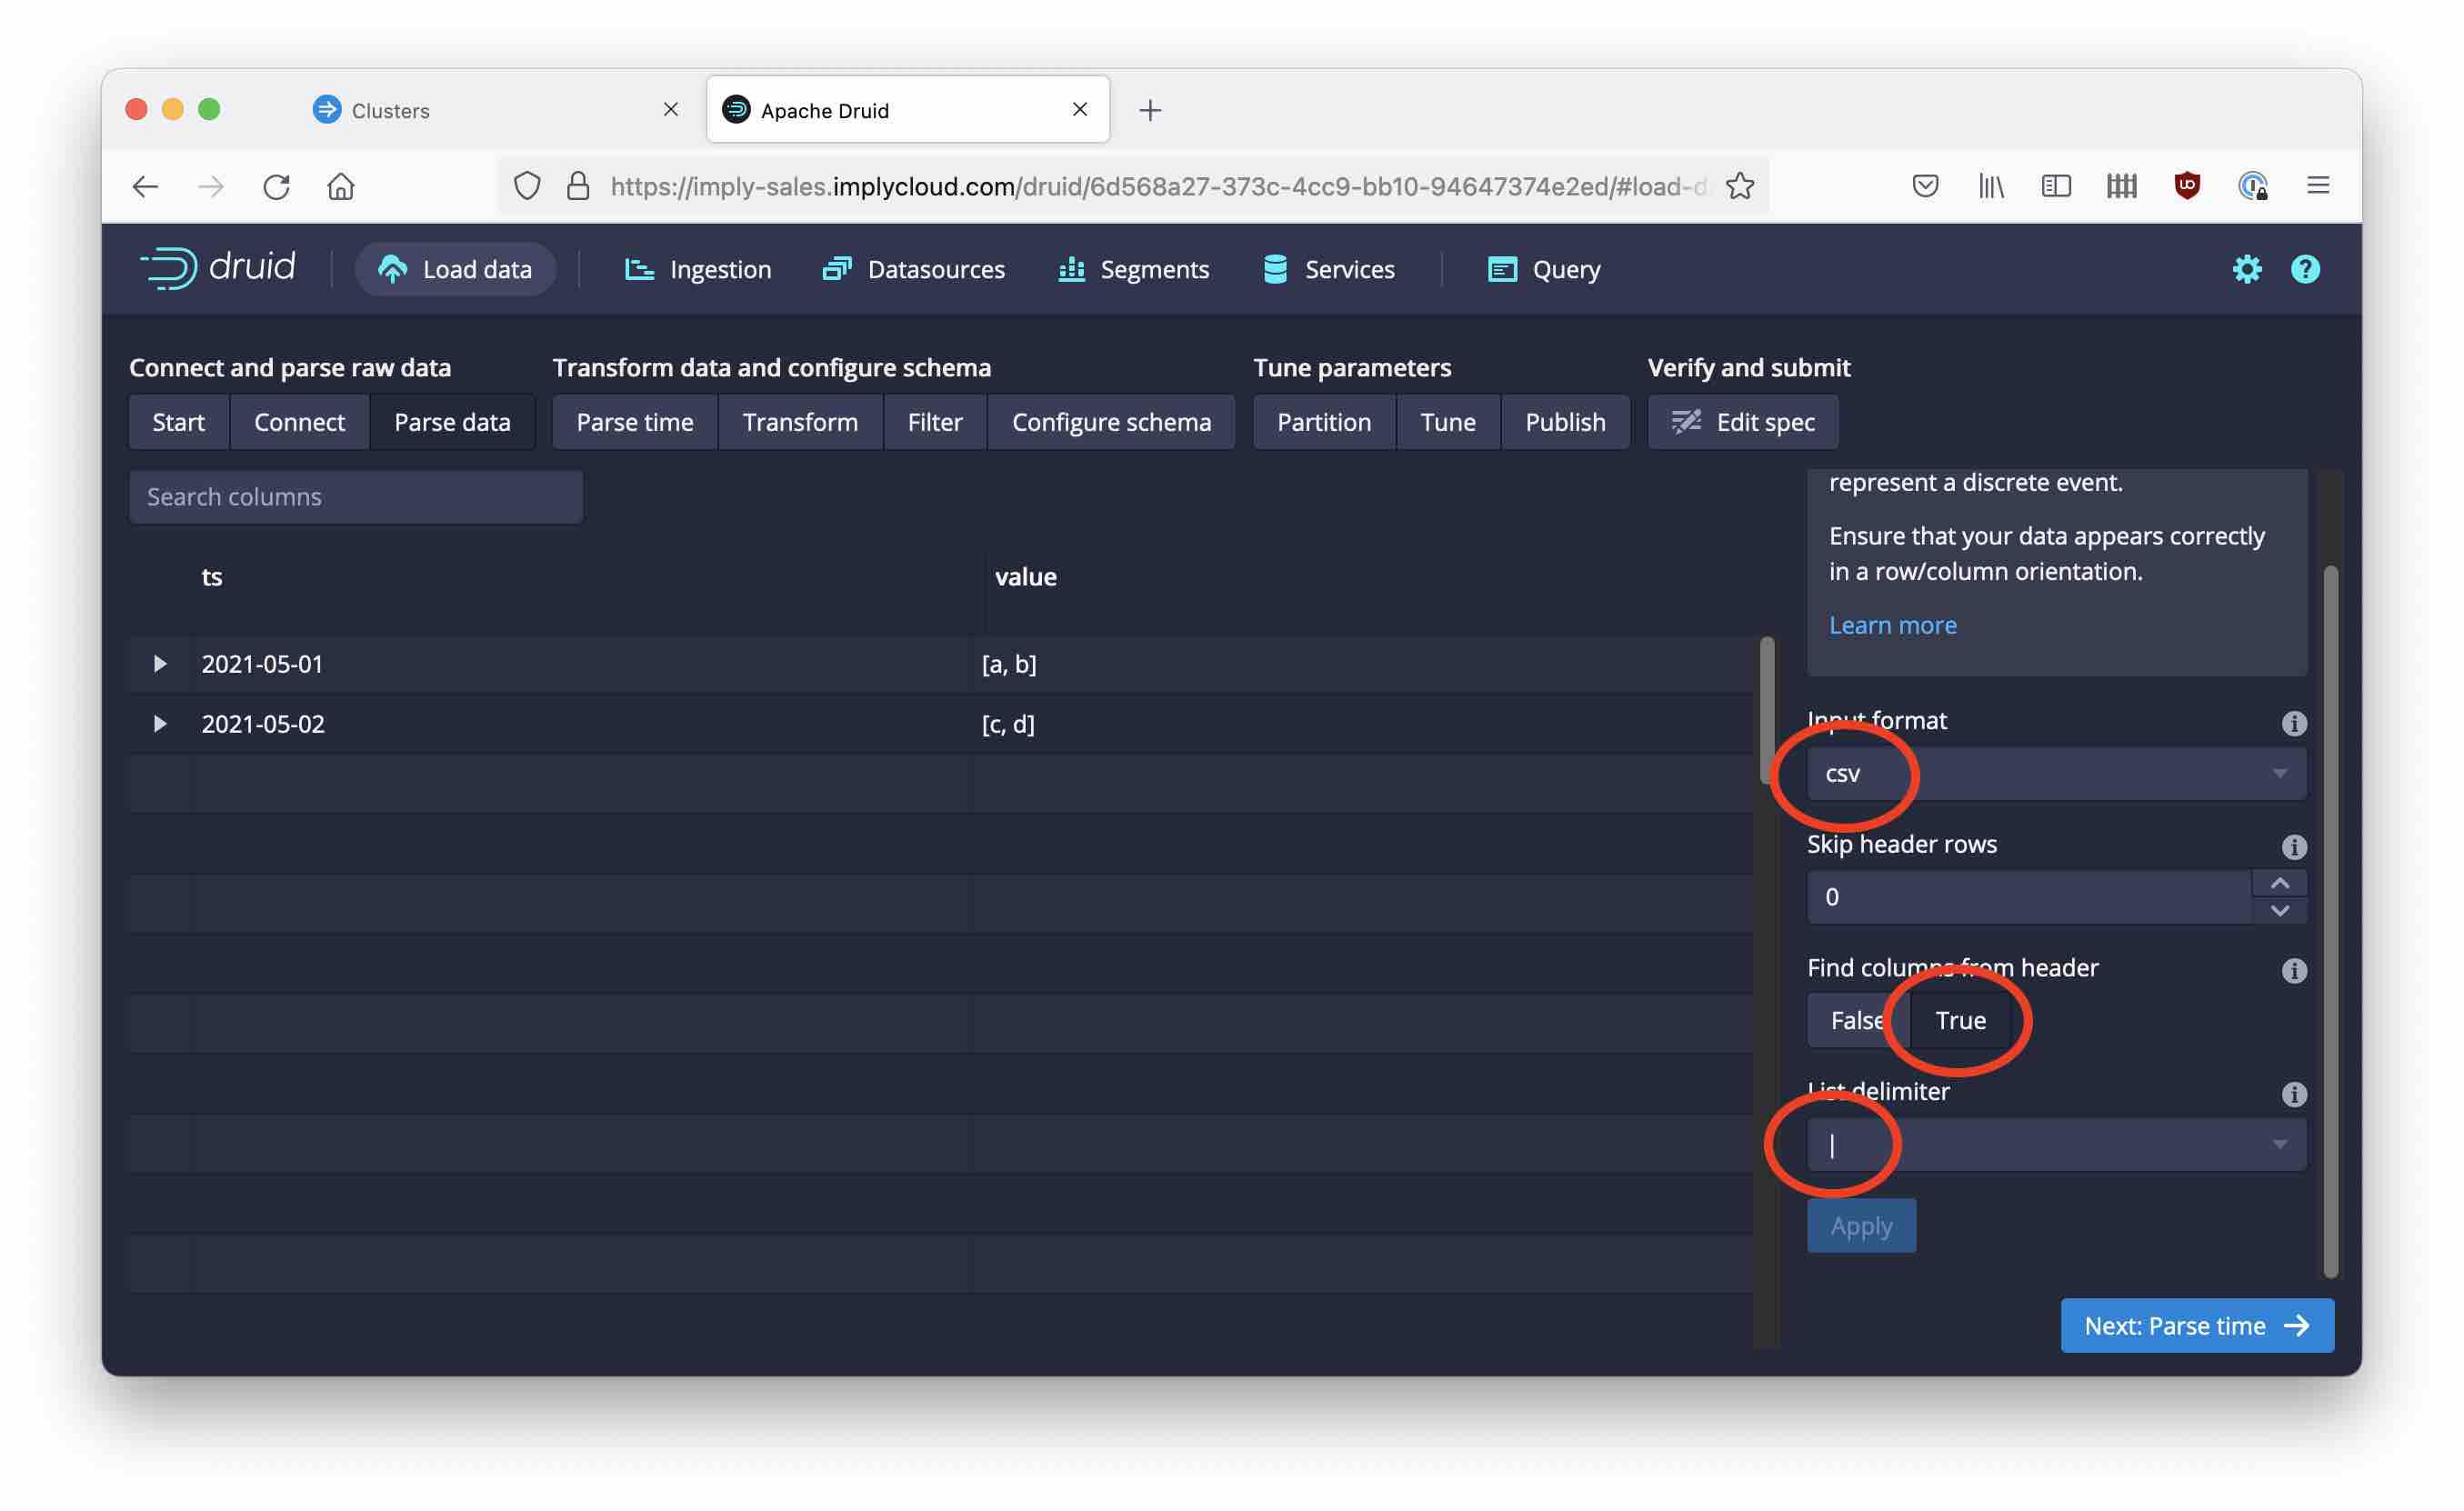 Clusters
Apache Druid
https://imply-sales.implycloud.com/druid/6d568a27-373c-4cc9-bb10-94647374e2ed/#load-d
druid
Load data
Ingestion
Datasources
Segments
Services
Query
Connect and parse raw data
Transform data and configure schema
Tune parameters
Verify and submit
Start
Connect
Parse data
Parse time
Transform
Filter
Configure schema
Partition
Tune
Publish
Edit spec
Search columns
ts
value
2021-05-01
[a, b]
2021-05-02
[c, d]
represent a discrete event.
Ensure that your data appears correctly
in a row/column orientation.
Learn more
Input format
csv
Skip header rows
0
Find columns from header
False
True
List delimiter
|
Apply
Next: Parse time